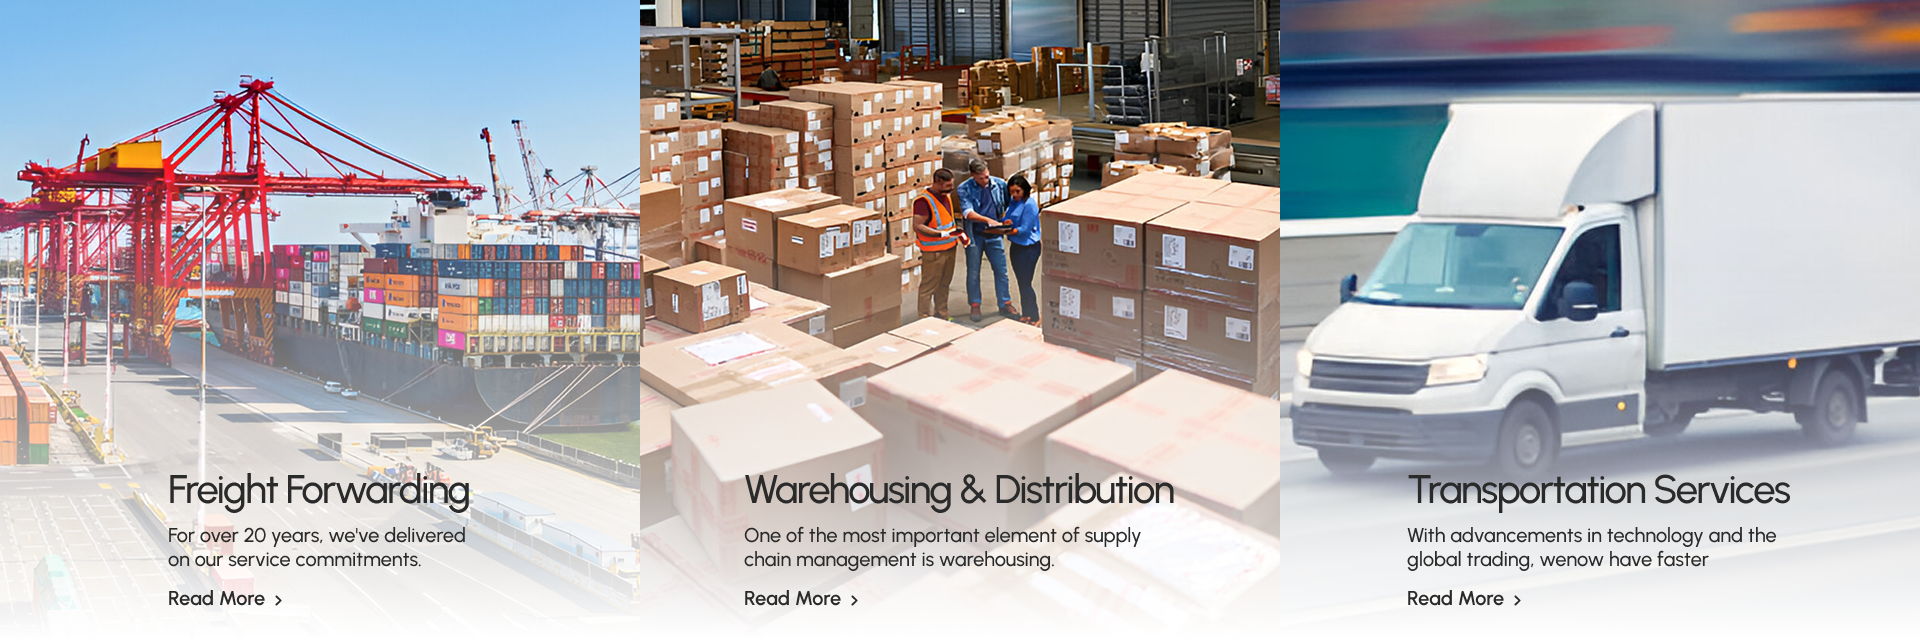 Freight Forwarding
For over 20 years, we've delivered
on our service commitments.
Read More
Warehousing & Distribution
One of the most important element of supply
chain management is warehousing.
Read More
Transportation Services
With advancements in technology and the
global trading, wenow have faster
Read More